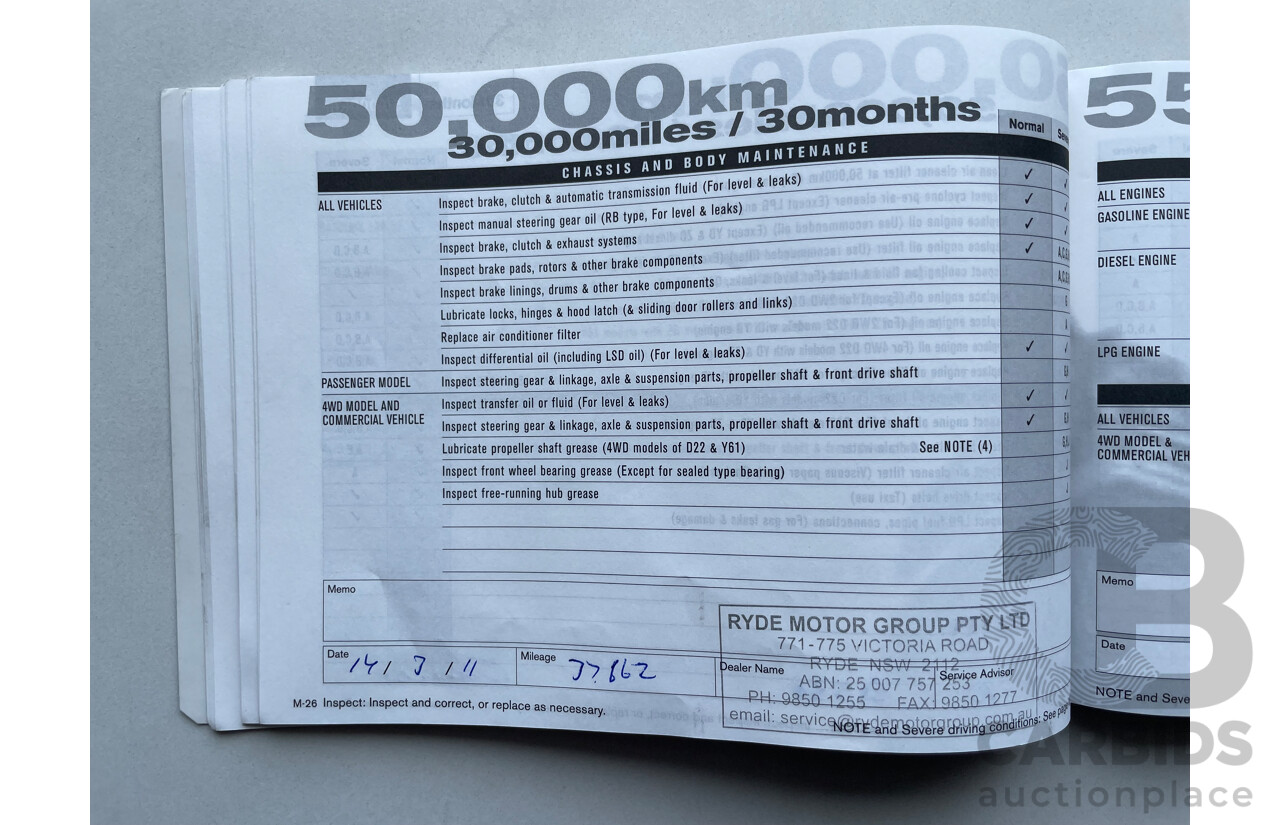 50,000km
30,000miles / 30months
CHASSIS AND BODY MAINTENANCE
Normal
ALL VEHICLES
Inspect brake, clutch & automatic transmission fluid (For level & leaks) ✓
Inspect manual steering gear oil (RB type, For level & leaks) ✓
Inspect brake, clutch & exhaust systems ✓
Inspect brake pads, rotors & other brake components ✓
Inspect brake linings, drums & other brake components
Lubricate locks, hinges & hood latch (& sliding door rollers and links)
Replace air conditioner filter
Inspect differential oil (including LSD oil) (For level & leaks) ✓
PASSENGER MODEL Inspect steering gear & linkage, axle & suspension parts, propeller shaft & front drive shaft
4WD MODEL AND
COMMERCIAL VEHICLE
Inspect transfer oil or fluid (For level & leaks) ✓
Inspect steering gear & linkage, axle & suspension parts, propeller shaft & front drive shaft ✓
Lubricate propeller shaft grease (4WD models of D22 & Y61) See NOTE (4)
Inspect front wheel bearing grease (Except for sealed type bearing)
Inspect free-running hub grease
Memo
Date 14/ 3 / 11
Mileage 37862
Dealer Name
Service Advisor
RYDE MOTOR GROUP PTY LTD
771-775 VICTORIA ROAD
RYDE NSW 2112
ABN: 25 007 757 253
PH: 9850 1255 FAX: 9850 1277
email: service@rydemotorgroup.com.au
M-26 Inspect: Inspect and correct, or replace as necessary.
NOTE and Severe driving conditions: See
55
ALL ENGINES
GASOLINE ENGINE
DIESEL ENGINE
LPG ENGINE
ALL VEHICLES
4WD MODEL &
COMMERCIAL VEH
Memo
Date
NOTE and Seve
CARBIDS
auctionplace